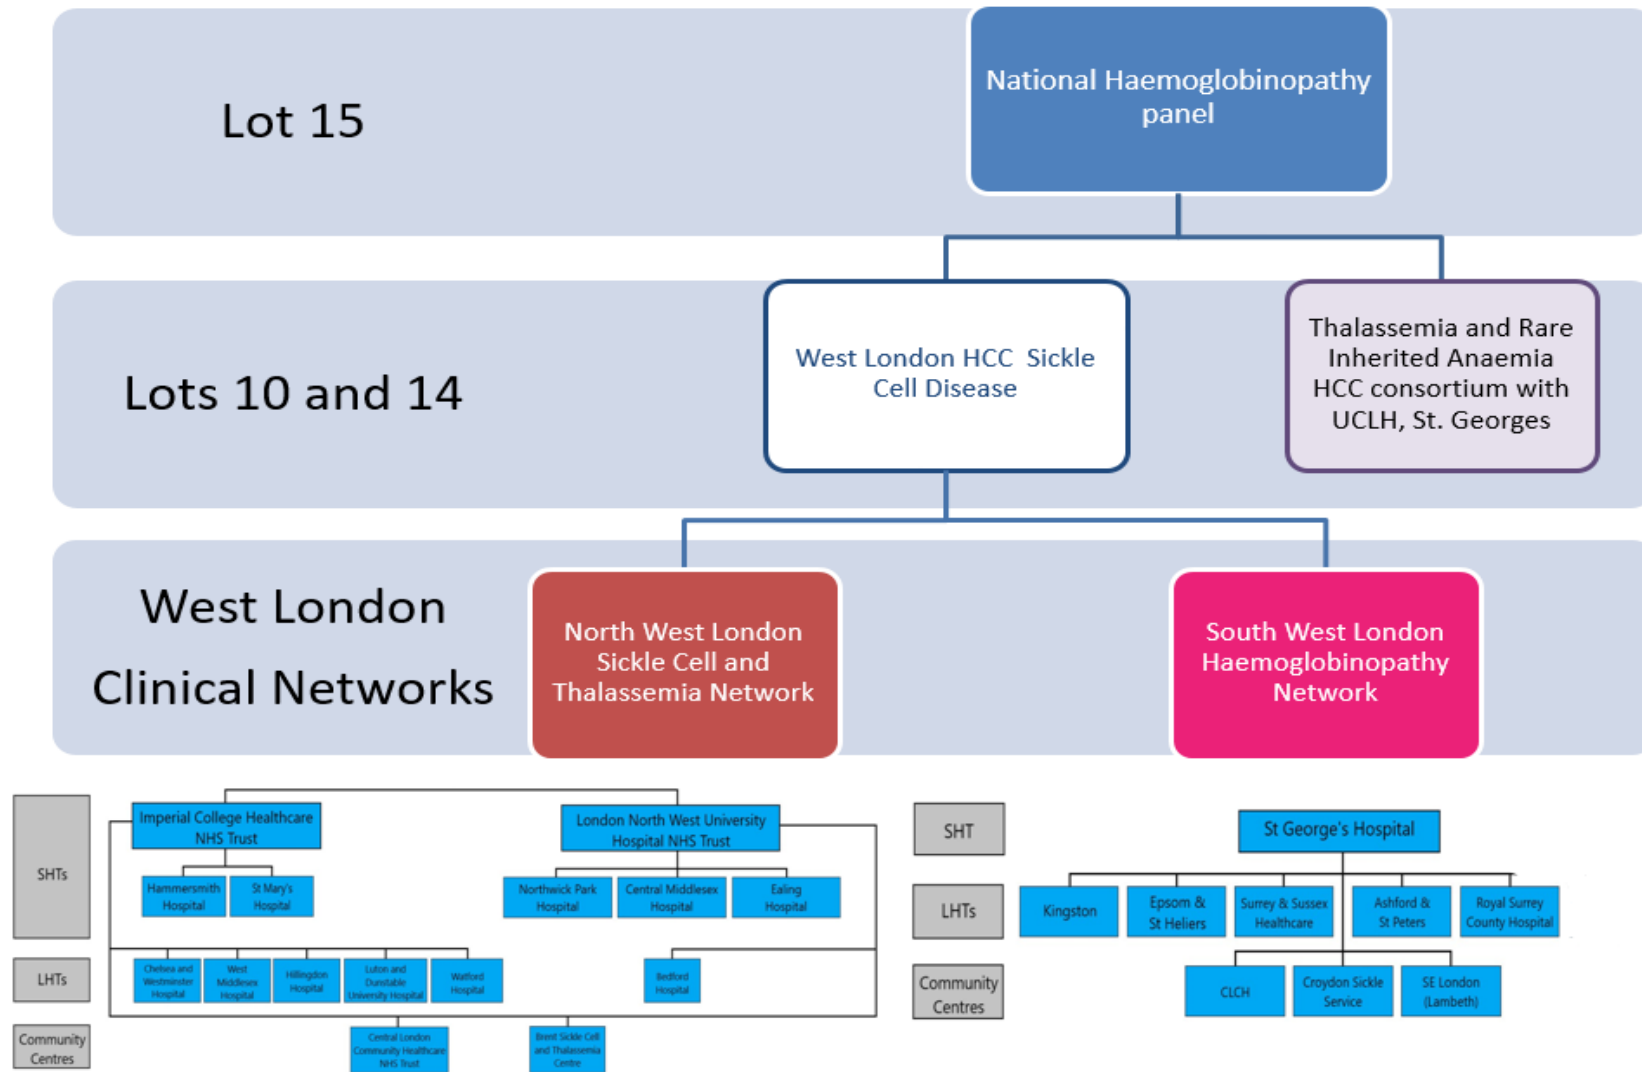 Lot 15
National Haemoglobinopathy
panel
Lots 10 and 14
West London HCC  Sickle
Cell Disease
Thalassemia and Rare
Inherited Anaemia
HCC consortium with
UCLH, St. Georges
West London
Clinical Networks
North West London
Sickle Cell and
Thalassemia Network
South West London
Haemoglobinopathy
Network
SHTs
Imperial College Healthcare
NHS Trust
London North West University
Hospital NHS Trust
Hammersmith
Hospital
St Mary's
Hospital
Northwick Park
Hospital
Central Middlesex
Hospital
Ealing
Hospital
LHTs
Chelsea and
Westminster
Hospital
West
Middlesex
Hospital
Hillingdon
Hospital
Luton and
Dunstable
University Hospital
Watford
Hospital
Bedford
Hospital
Community
Centres
Central London
Community Healthcare
NHS Trust
Brent Sickle Cell
and Thalassemia
Centre
SHT
St George's Hospital
LHTs
Kingston
Epsom &
St Heliers
Surrey & Sussex
Healthcare
Ashford &
St Peters
Royal Surrey
County Hospital
Community
Centres
CLCH
Croydon Sickle
Service
SE London
(Lambeth)